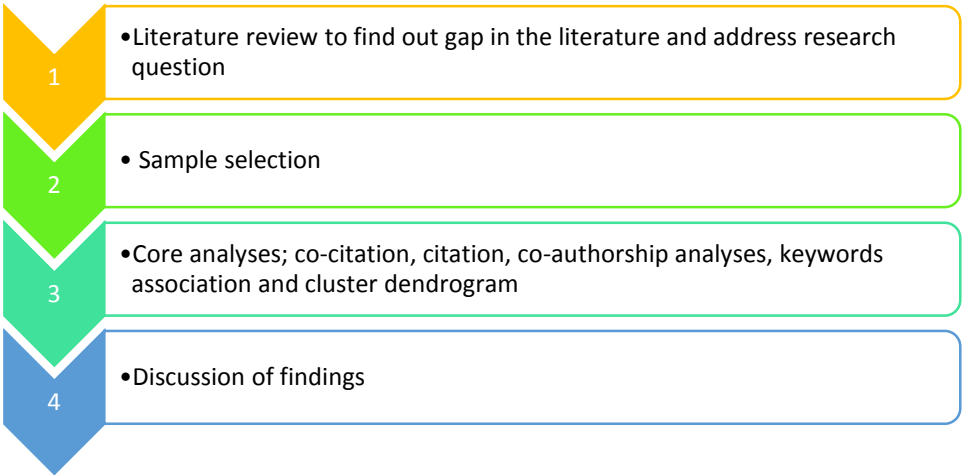 1
•Literature review to find out gap in the literature and address research
question
2
• Sample selection
3
•Core analyses; co-citation, citation, co-authorship analyses, keywords
association and cluster dendrogram
4
•Discussion of findings